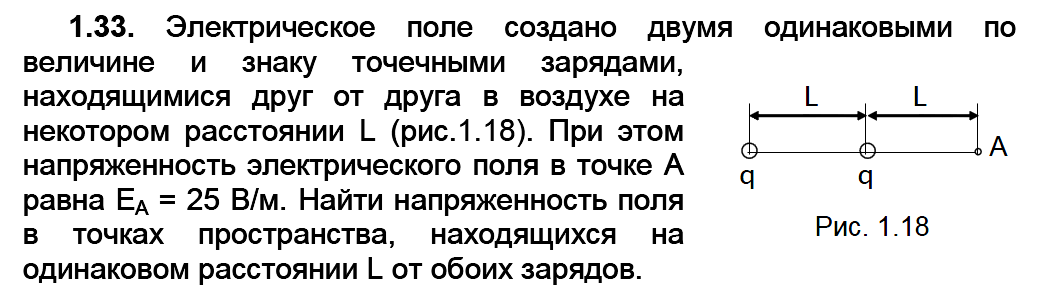 1.33. Электрическое поле создано двумя одинаковыми по
величине и знаку точечными зарядами,
находящимися друг от друга в воздухе на
некотором расстоянии L (рис.1.18). При этом
напряженность электрического поля в точке А
равна EA = 25 В/м. Найти напряженность поля
в точках пространства, находящихся на
одинаковом расстоянии L от обоих зарядов.
L L
A
q q
Рис. 1.18